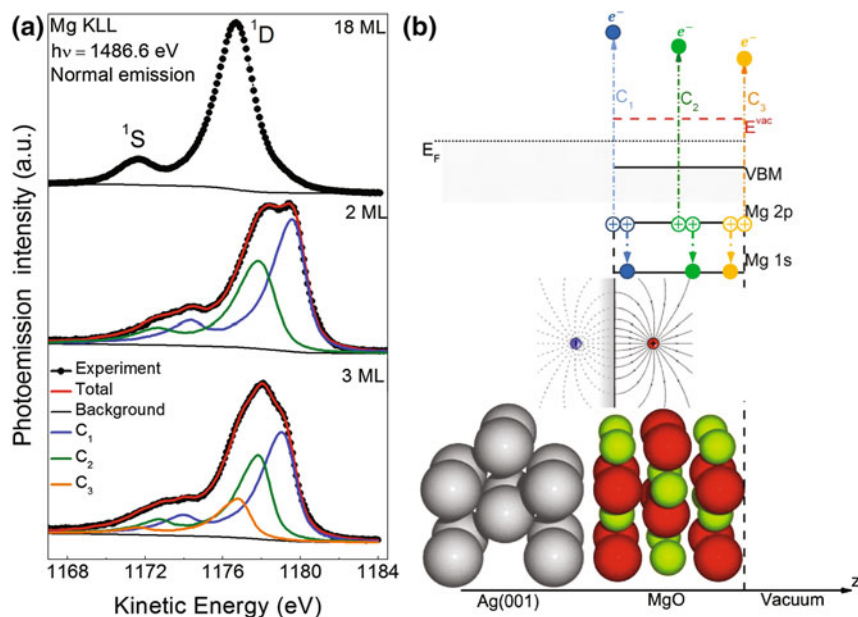 (a)
Mg KLL
hν = 1486.6 eV
Normal emission
18 ML
¹D
¹S
2 ML
3 ML
Experiment
Total
Background
C₁
C₂
C₃
Photoemission intensity (a.u.)
1168 1172 1176 1180 1184
Kinetic Energy (eV)
(b)
e⁻
e⁻
e⁻
C₁
C₂
C₃
E^vac
E_F
VBM
Mg 2p
Mg 1s
z
Ag(001) MgO Vacuum